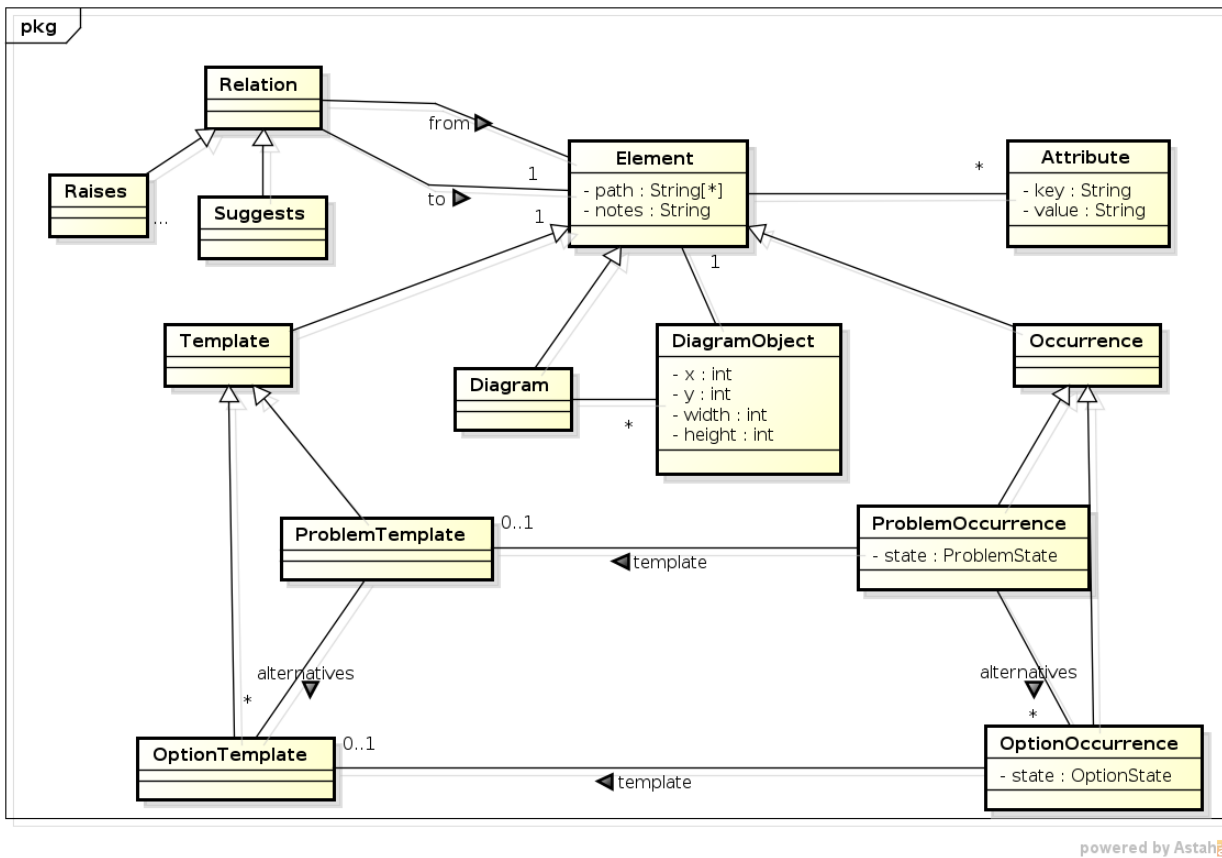 pkg
Relation
from
Element
- path : String[*]
- notes : String
*
Attribute
- key : String
- value : String
1
Raises
...
Suggests
to
1
1
Template
Diagram
DiagramObject
- x : int
- y : int
- width : int
- height : int
*
Occurrence
ProblemTemplate
0..1
template
ProblemOccurrence
- state : ProblemState
alternatives
*
alternatives
*
OptionTemplate
0..1
template
OptionOccurrence
- state : OptionState
powered by Astah